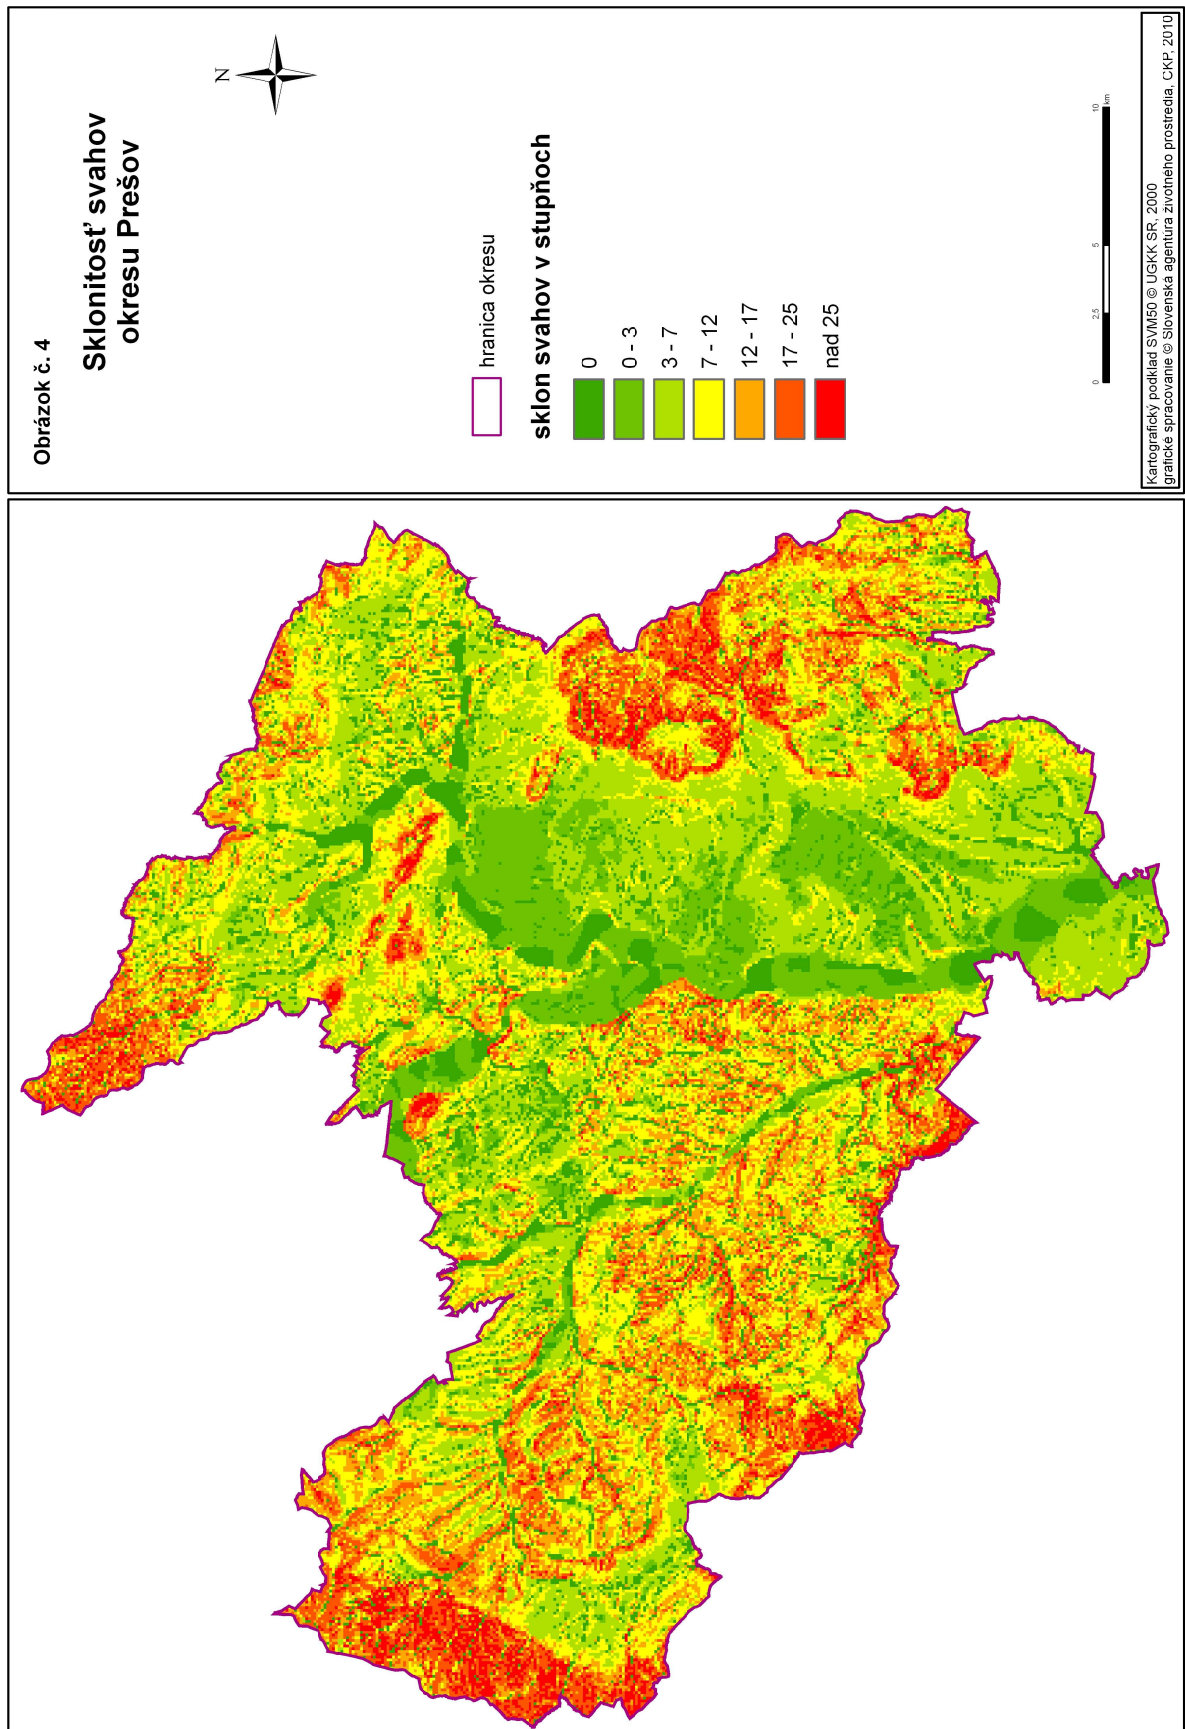 Obrázok č. 4
Sklonitosť svahov
okresu Prešov
N
hranica okresu
sklon svahov v stupňoch
0
0 - 3
3 - 7
7 - 12
12 - 17
17 - 25
nad 25
0 2.5 5 10
km
Kartografický podklad SVM50 © UGKK SR, 2000
grafické spracovanie © Slovenská agentúra životného prostredia, CKP, 2010